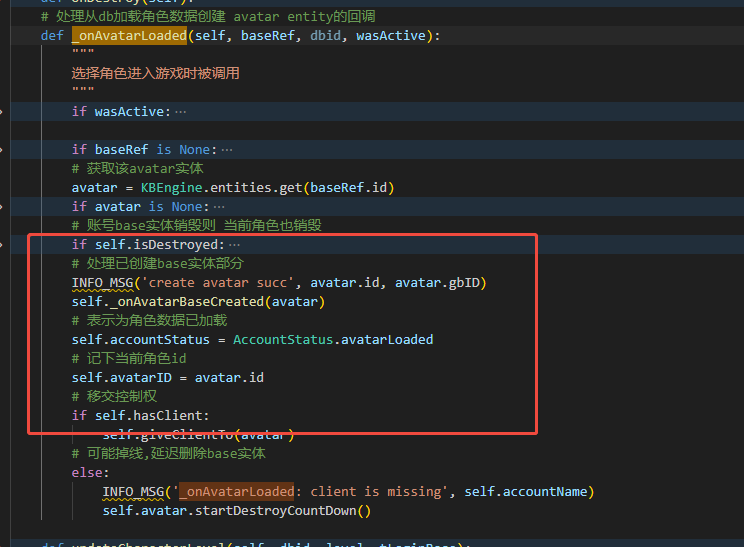 def onDestroy(self):
# 处理从db加载角色数据创建 avatar entity的回调
def _onAvatarLoaded(self, baseRef, dbid, wasActive):
"""
选择角色进入游戏时被调用
"""
if wasActive:···
if baseRef is None:···
# 获取该avatar实体
avatar = KBEngine.entities.get(baseRef.id)
if avatar is None:···
# 账号base实体销毁则 当前角色也销毁
if self.isDestroyed:···
# 处理已创建base实体部分
INFO_MSG('create avatar succ', avatar.id, avatar.gbID)
self._onAvatarBaseCreated(avatar)
# 表示为角色数据已加载
self.accountStatus = AccountStatus.avatarLoaded
# 记下当前角色id
self.avatarID = avatar.id
# 移交控制权
if self.hasClient:
self.giveClientTo(avatar)
# 可能掉线,延迟删除base实体
else:
INFO_MSG('_onAvatarLoaded: client is missing', self.accountName)
self.avatar.startDestroyCountDown()
def updateCharacterLevel(self, dbid, level, tLoginBase):